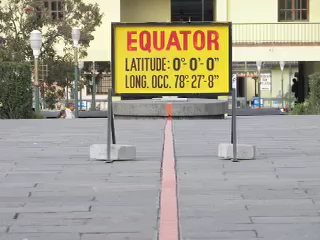 EQUATOR
LATITUDE: 0°- 0'- 0"
LONG. OCC. 78° 27'- 8"